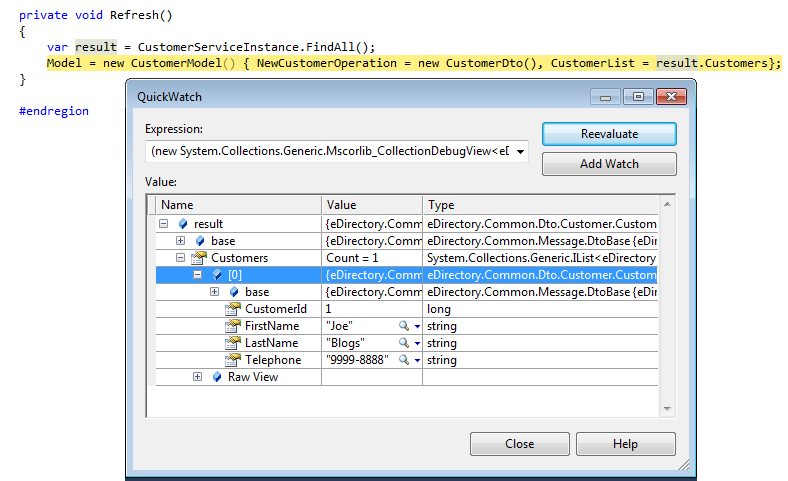 private void Refresh()
{
var result = CustomerServiceInstance.FindAll();
Model = new CustomerModel() { NewCustomerOperation = new CustomerDto(), CustomerList = result.Customers};
}
#endregion
QuickWatch
Expression:
Reevaluate
(new System.Collections.Generic.Mscorlib_CollectionDebugView<eD
Add Watch
Value:
Name Value Type
result {eDirectory.Comm eDirectory.Common.Dto.Customer.Custom
base {eDirectory.Comm eDirectory.Common.Message.DtoBase {eDir
Customers Count = 1 System.Collections.Generic.IList<eDirectory
[0] {eDirectory.Comm eDirectory.Common.Dto.Customer.Custom
base {eDirectory.Comm eDirectory.Common.Message.DtoBase {eDir
CustomerId 1 long
FirstName "Joe" string
LastName "Blogs" string
Telephone "9999-8888" string
Raw View
Close Help